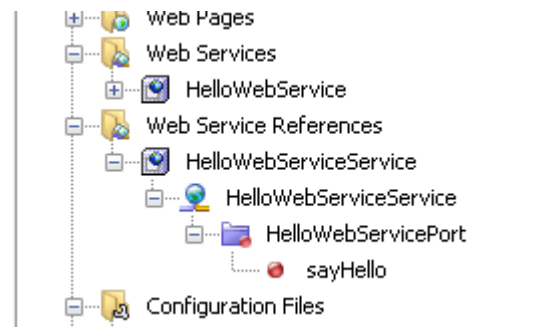 Web Pages
Web Services
HelloWebService
Web Service References
HelloWebServiceService
HelloWebServiceService
HelloWebServicePort
sayHello
Configuration Files